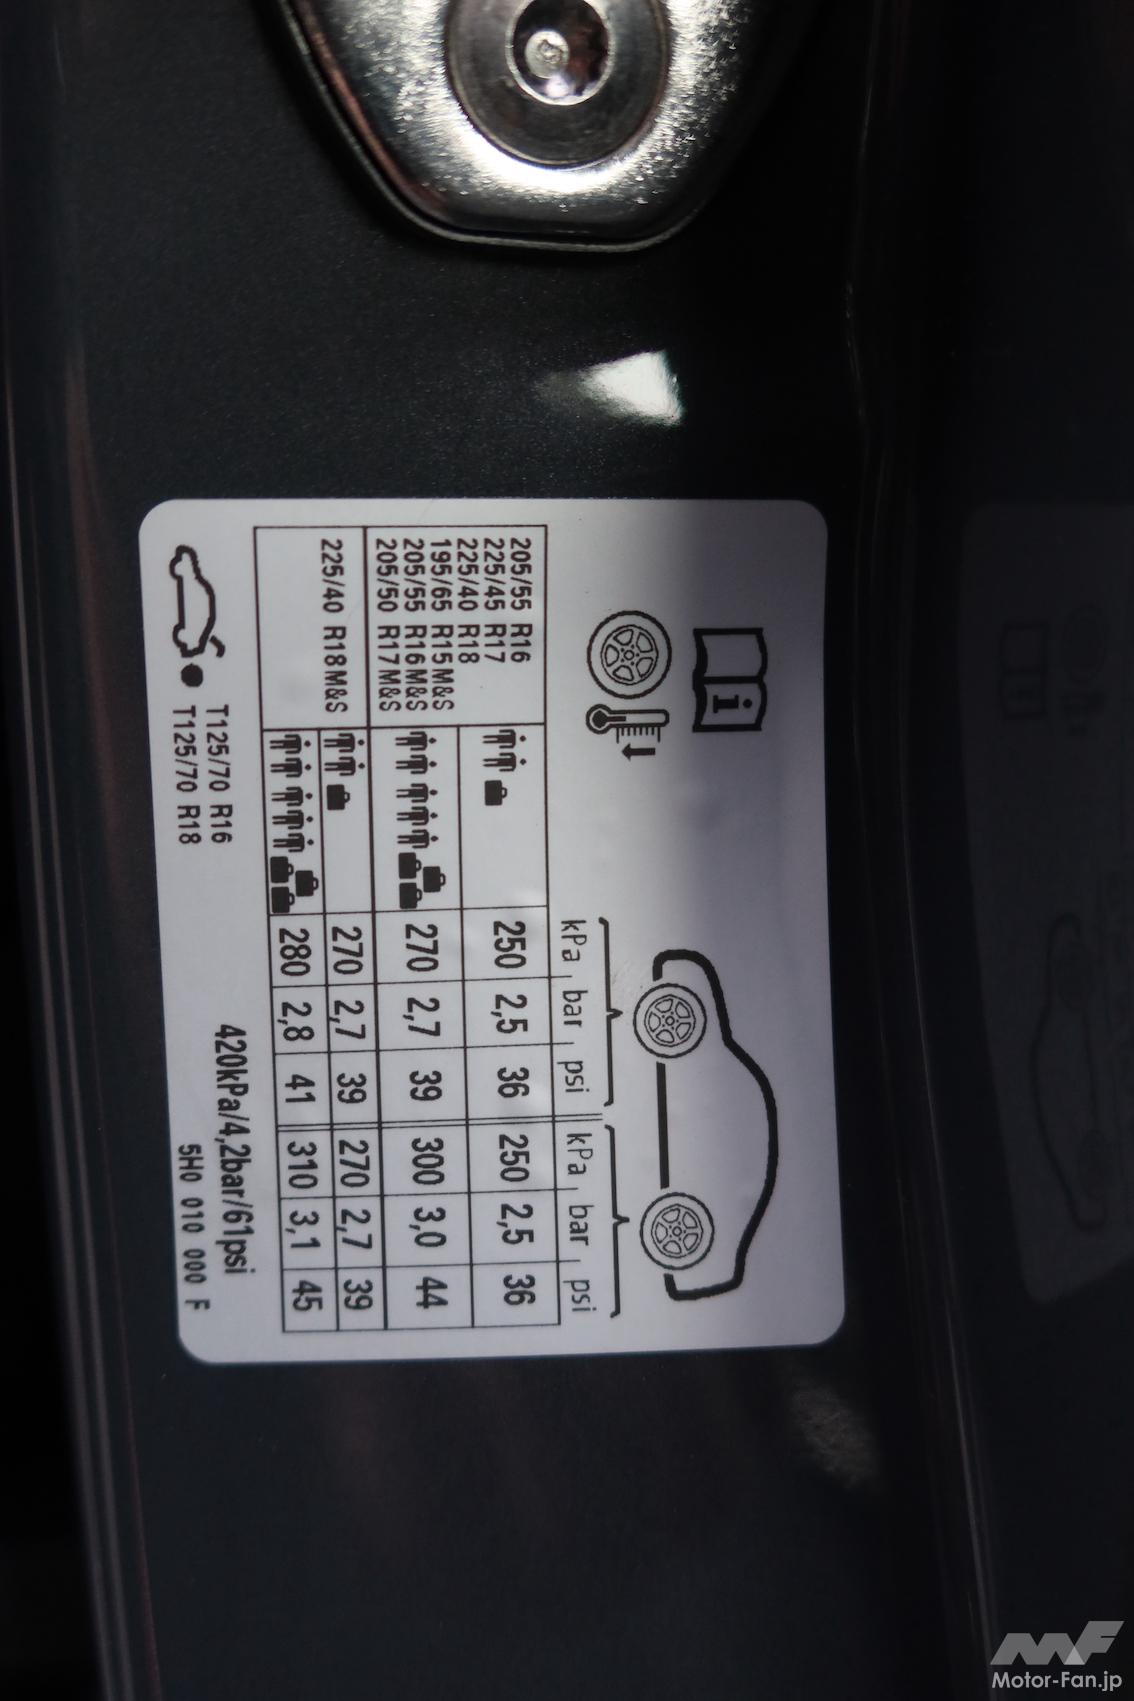 i
kPa, bar, psi kPa, bar, psi
205/55 R16
225/45 R17
225/40 R18
195/65 R15M&S
205/55 R16M&S
205/50 R17M&S
250 2,5 36 250 2,5 36
270 2,7 39 300 3,0 44
225/40 R18M&S
270 2,7 39 270 2,7 39
280 2,8 41 310 3,1 45
T125/70 R16
T125/70 R18
420kPa/4,2bar/61psi
5H0 010 000 F
MF
Motor-Fan.jp